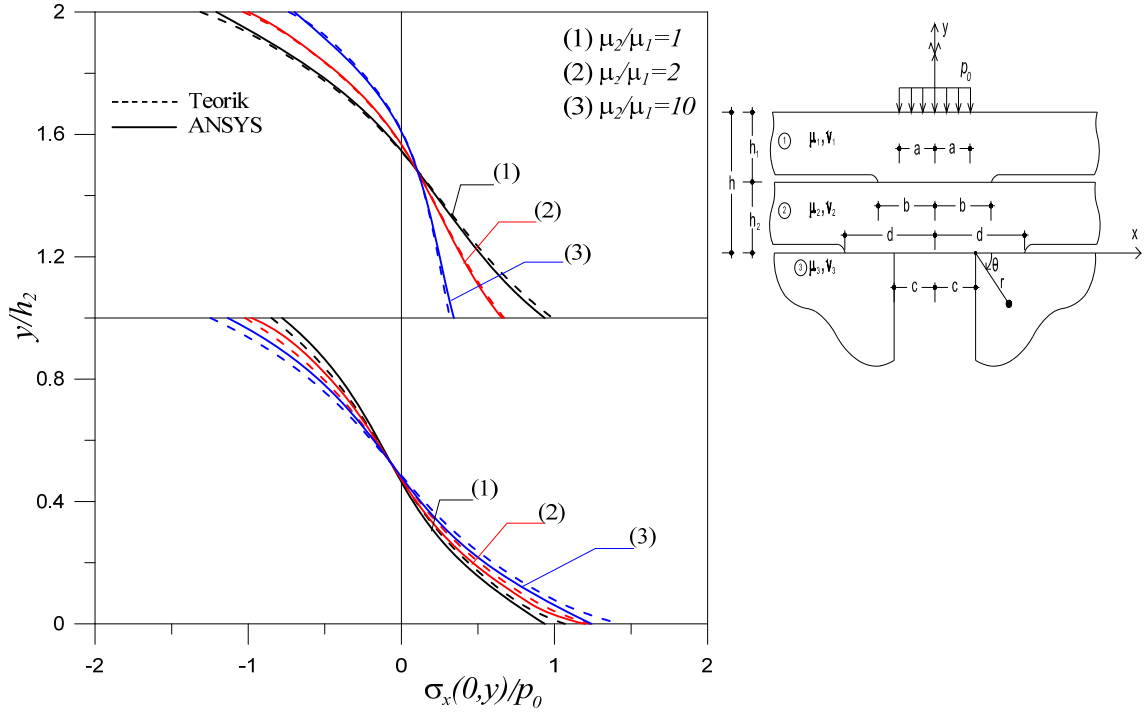 2
1.6
1.2
0.8
0.4
0
y/h₂
-2
-1
0
1
2
σₓ(0,y)/p₀
Teorik
ANSYS
(1) μ₂/μ₁=1
(2) μ₂/μ₁=2
(3) μ₂/μ₁=10
(1)
(2)
(3)
(1)
(2)
(3)
y
p₀
① μ₁,ν₁
a
a
h₁
h
② μ₂,ν₂
b
b
h₂
d
d
x
③ μ₃,ν₃
θ
c
c
r